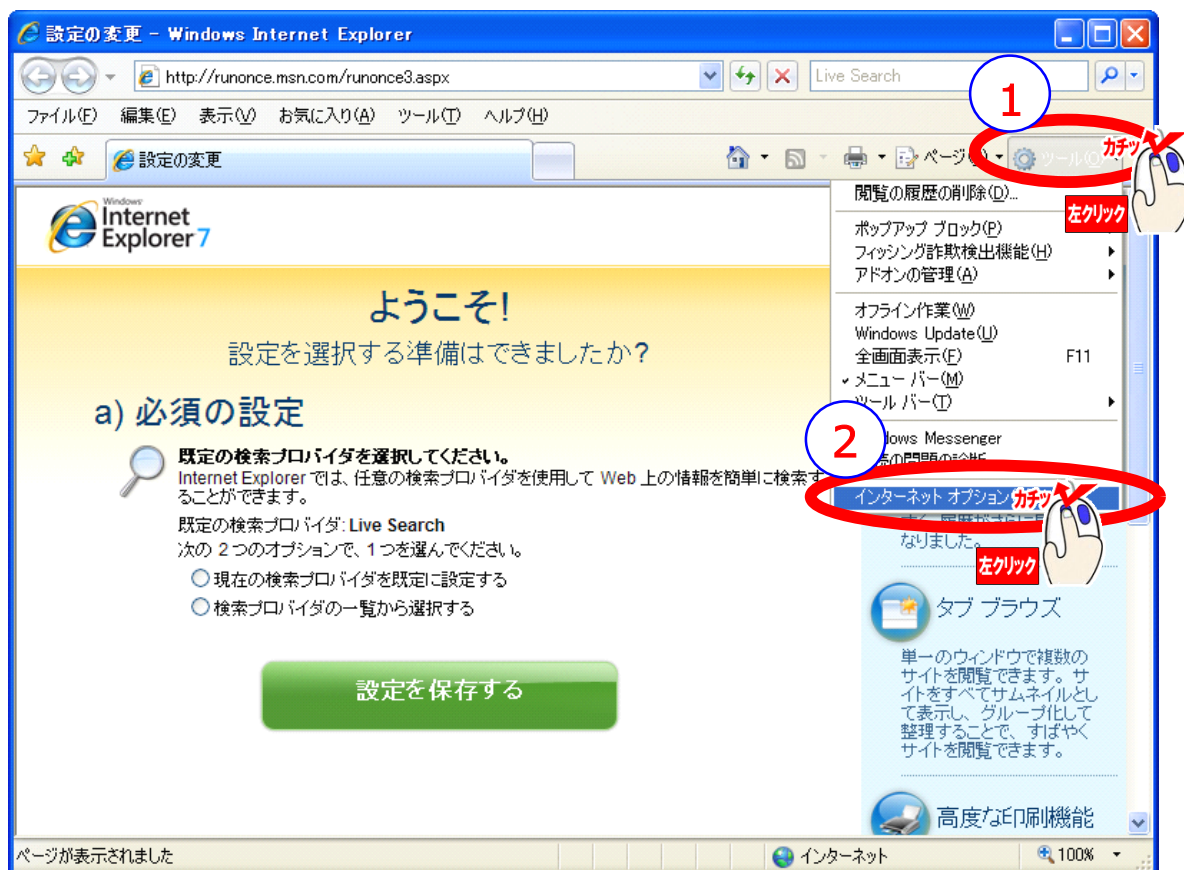 設定の変更 - Windows Internet Explorer
http://runonce.msn.com/runonce3.aspx
Live Search
ファイル(F) 編集(E) 表示(V) お気に入り(A) ツール(T) ヘルプ(H)
設定の変更
ページ
ツール(O)
1
カチッ
左クリック
閲覧の履歴の削除(D)...
ポップアップ ブロック(P)
フィッシング詐欺検出機能(H)
アドオンの管理(A)
オフライン作業(W)
Windows Update(U)
全画面表示(F) F11
メニュー バー(M)
ツール バー(T)
2
Messenger
インターネット オプション
カチッ
左クリック
Windows
Internet
Explorer 7
ようこそ!
設定を選択する準備はできましたか?
a) 必須の設定
既定の検索プロバイダを選択してください。
Internet Explorer では、任意の検索プロバイダを使用して Web 上の情報を簡単に検索す
ることができます。
既定の検索プロバイダ: Live Search
次の 2 つのオプションで、1 つを選んでください。
現在の検索プロバイダを既定に設定する
検索プロバイダの一覧から選択する
設定を保存する
なりました。
タブ ブラウズ
単一のウィンドウで複数の
サイトを閲覧できます。サ
イトをすべてサムネイルとし
て表示し、グループ化して
整理することで、すばやく
サイトを閲覧できます。
高度な印刷機能
ページが表示されました
インターネット
100%